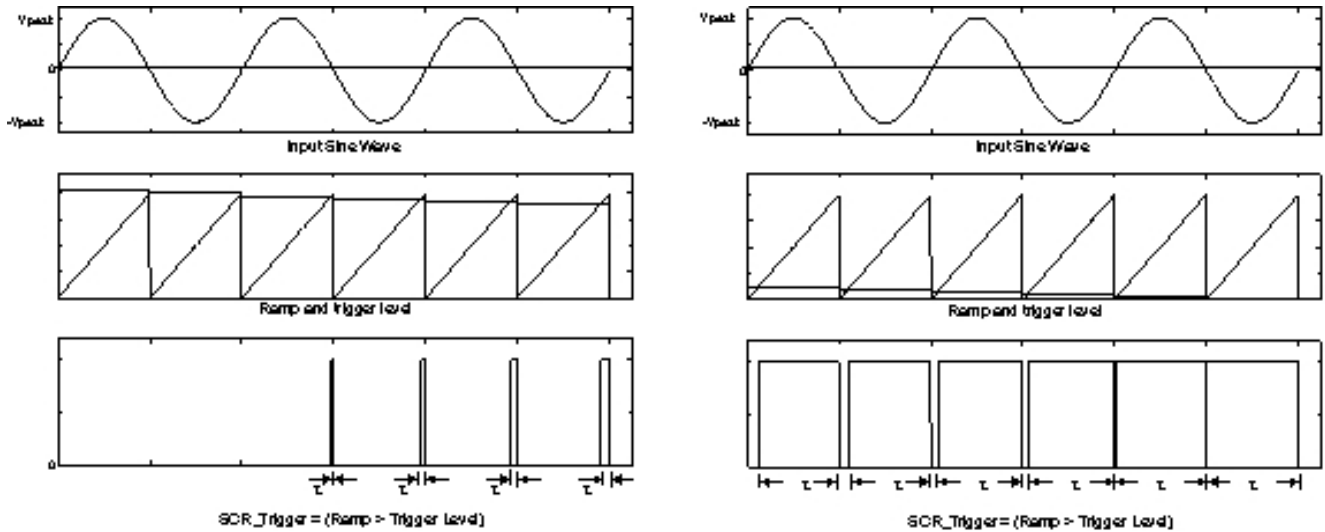 Vpeak
0
-Vpeak
Input Sine Wave
Ramp and trigger level
0
τ τ τ τ
SCR_Trigger = (Ramp > Trigger Level)
Vpeak
0
-Vpeak
Input Sine Wave
Ramp and trigger level
τ τ τ τ τ τ
SCR_Trigger = (Ramp > Trigger Level)